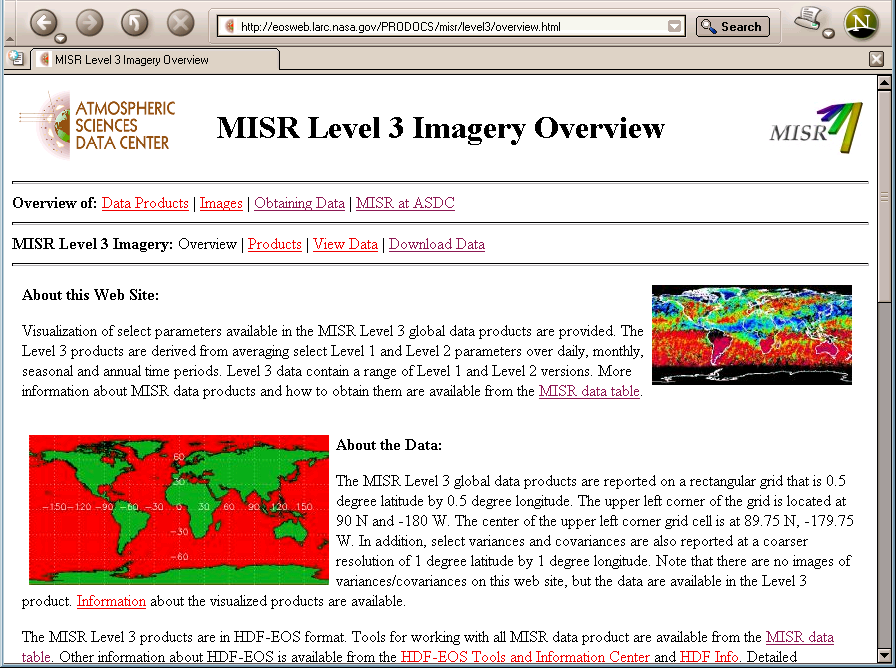 http://eosweb.larc.nasa.gov/PRODOCS/misr/level3/overview.html
Search
N
MISR Level 3 Imagery Overview
ATMOSPHERIC
SCIENCES
DATA CENTER
MISR Level 3 Imagery Overview
MISR
Overview of: Data Products | Images | Obtaining Data | MISR at ASDC
MISR Level 3 Imagery: Overview | Products | View Data | Download Data
About this Web Site:
Visualization of select parameters available in the MISR Level 3 global data products are provided. The
Level 3 products are derived from averaging select Level 1 and Level 2 parameters over daily, monthly,
seasonal and annual time periods. Level 3 data contain a range of Level 1 and Level 2 versions. More
information about MISR data products and how to obtain them are available from the MISR data table.
60
30
-150 -120 -90 -60 -30 0 30 60 90 120 150
-30
-60
About the Data:
The MISR Level 3 global data products are reported on a rectangular grid that is 0.5
degree latitude by 0.5 degree longitude. The upper left corner of the grid is located at
90 N and -180 W. The center of the upper left corner grid cell is at 89.75 N, -179.75
W. In addition, select variances and covariances are also reported at a coarser
resolution of 1 degree latitude by 1 degree longitude. Note that there are no images of
variances/covariances on this web site, but the data are available in the Level 3
product. Information about the visualized products are available.
The MISR Level 3 products are in HDF-EOS format. Tools for working with all MISR data product are available from the MISR data
table. Other information about HDF-EOS is available from the HDF-EOS Tools and Information Center and HDF Info. Detailed